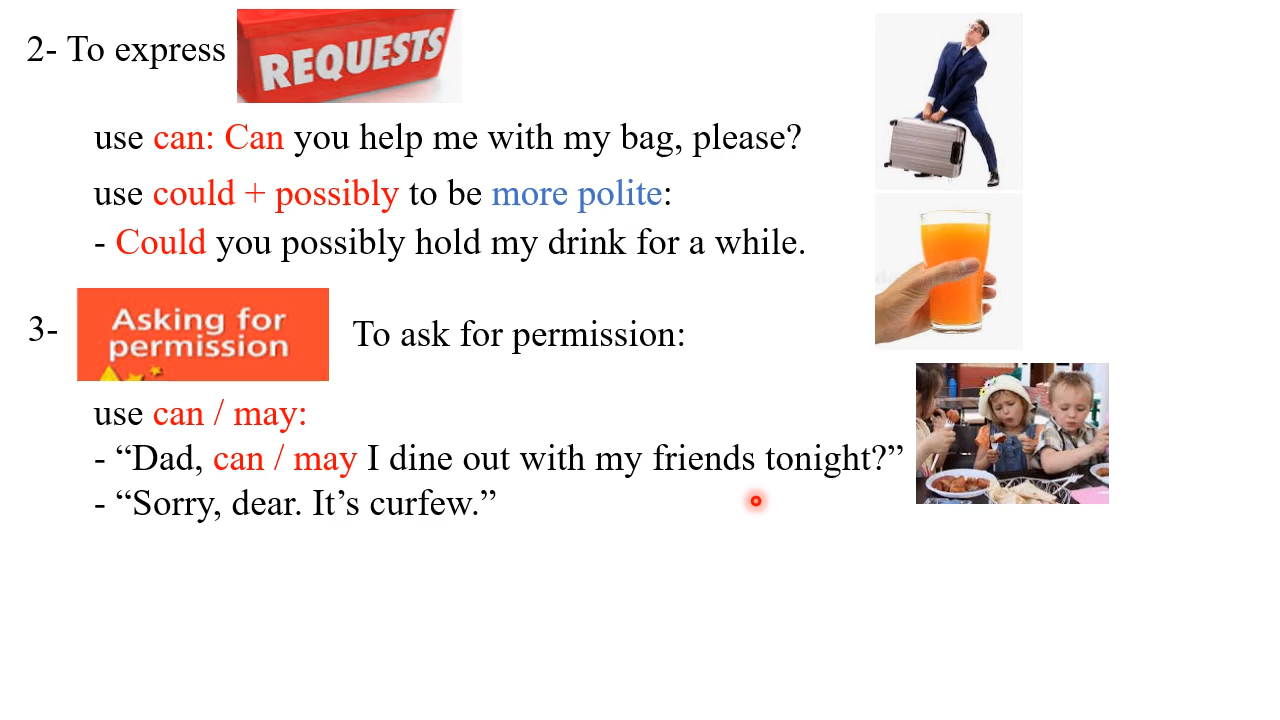 2- To express REQUESTS
use can: Can you help me with my bag, please?
use could + possibly to be more polite:
- Could you possibly hold my drink for a while.
3- Asking for permission To ask for permission:
use can / may:
- “Dad, can / may I dine out with my friends tonight?”
- “Sorry, dear. It’s curfew.”